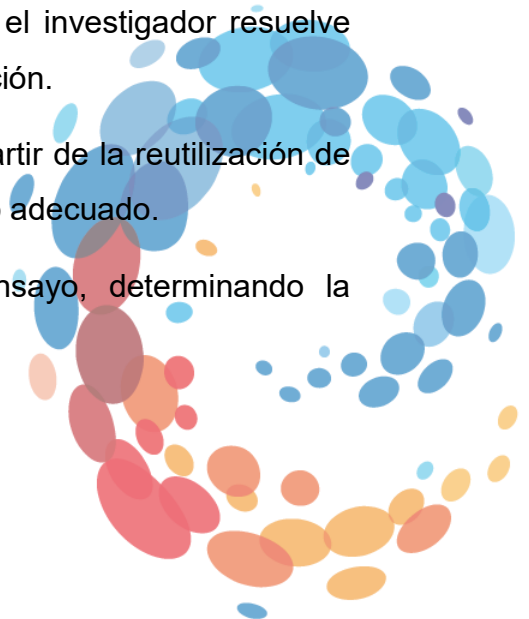 el investigador resuelve
ción.
artir de la reutilización de
o adecuado.
nsayo, determinando la